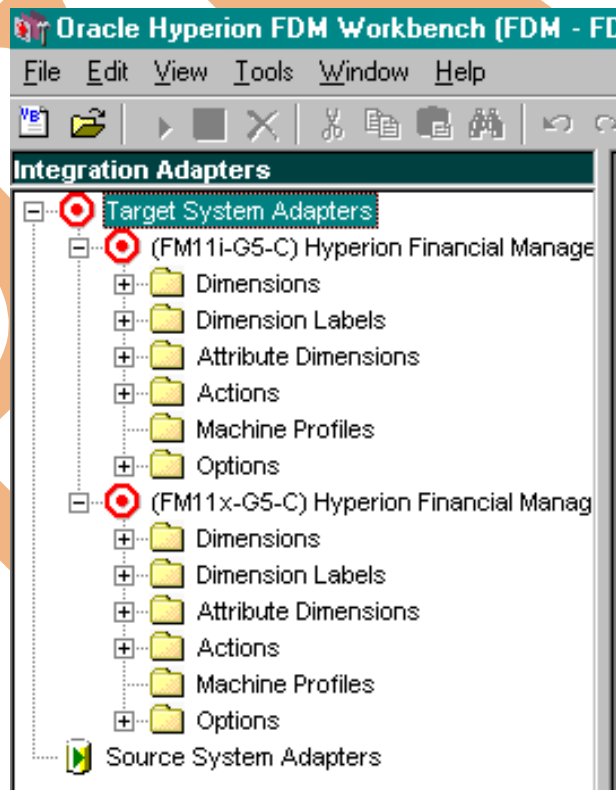 Oracle Hyperion FDM Workbench (FDM - FD
File Edit View Tools Window Help
Integration Adapters
Target System Adapters
(FM11i-G5-C) Hyperion Financial Manage
Dimensions
Dimension Labels
Attribute Dimensions
Actions
Machine Profiles
Options
(FM11x-G5-C) Hyperion Financial Manag
Dimensions
Dimension Labels
Attribute Dimensions
Actions
Machine Profiles
Options
Source System Adapters